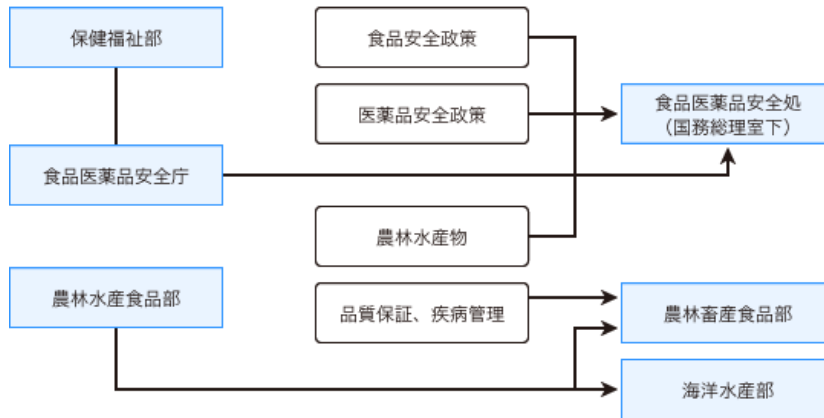 保健福祉部
食品安全政策
医薬品安全政策
食品医薬品安全処
（国務総理室下）
食品医薬品安全庁
農林水産物
農林水産食品部
品質保証、疾病管理
農林畜産食品部
海洋水産部